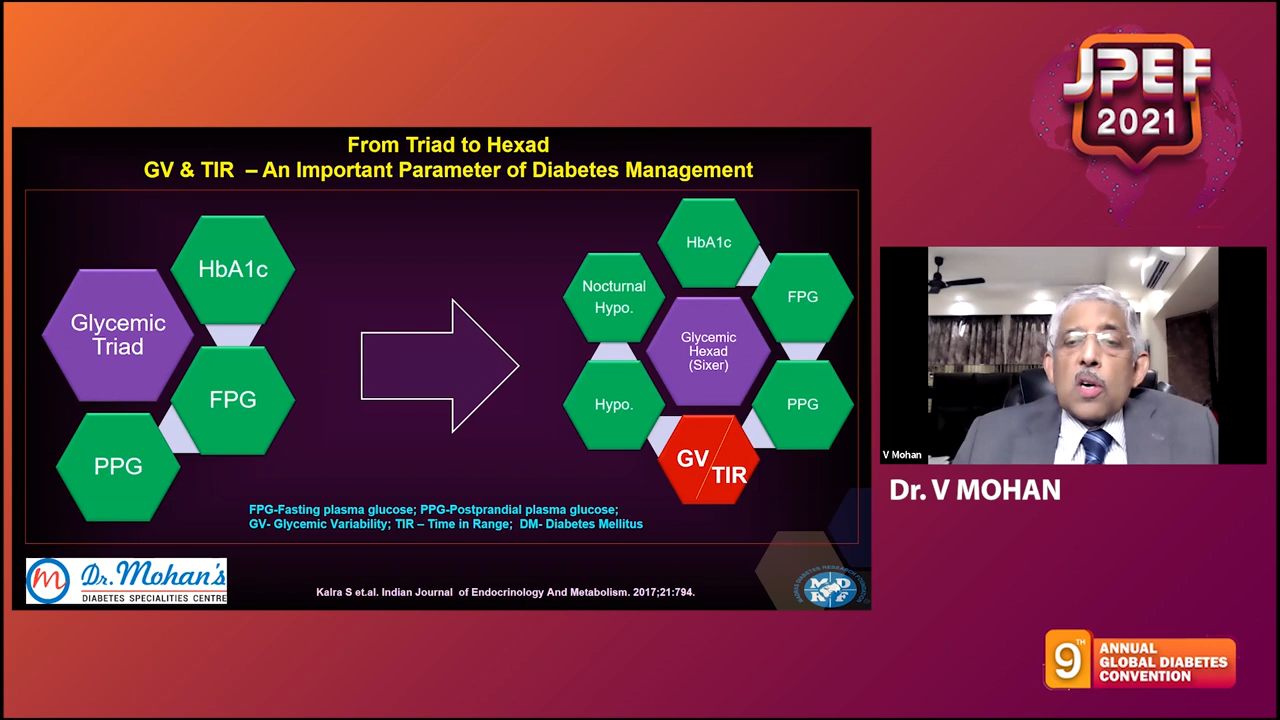 JPEF
2021
From Triad to Hexad
GV & TIR – An Important Parameter of Diabetes Management
Glycemic
Triad
HbA1c
FPG
PPG
HbA1c
FPG
PPG
GV
TIR
Hypo.
Nocturnal
Hypo.
Glycemic
Hexad
(Sixer)
FPG-Fasting plasma glucose; PPG-Postprandial plasma glucose;
GV- Glycemic Variability; TIR – Time in Range; DM- Diabetes Mellitus
m Dr.Mohan's
DIABETES SPECIALITIES CENTRE
Kalra S et.al. Indian Journal of Endocrinology And Metabolism. 2017;21:794.
MDRF
V Mohan
Dr. V MOHAN
9TH
ANNUAL
GLOBAL DIABETES
CONVENTION